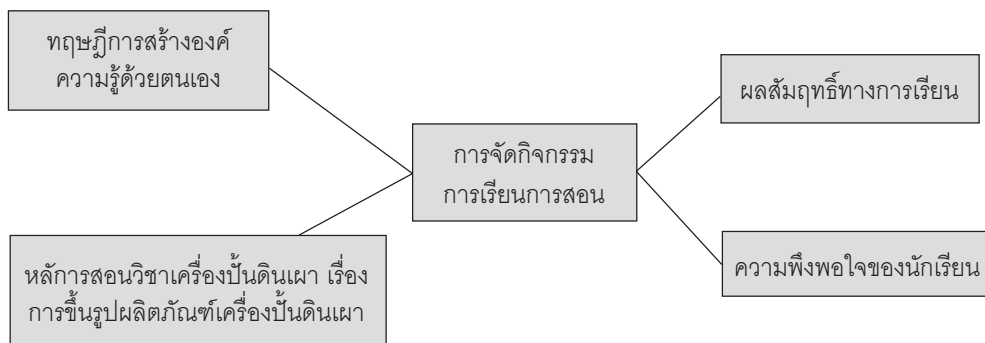 ทฤษฎีการสร้างองค์
ความรู้ด้วยตนเอง
หลักการสอนวิชาเครื่องปั้นดินเผา เรื่อง
การขึ้นรูปผลิตภัณฑ์เครื่องปั้นดินเผา
การจัดกิจกรรม
การเรียนการสอน
ผลสัมฤทธิ์ทางการเรียน
ความพึงพอใจของนักเรียน